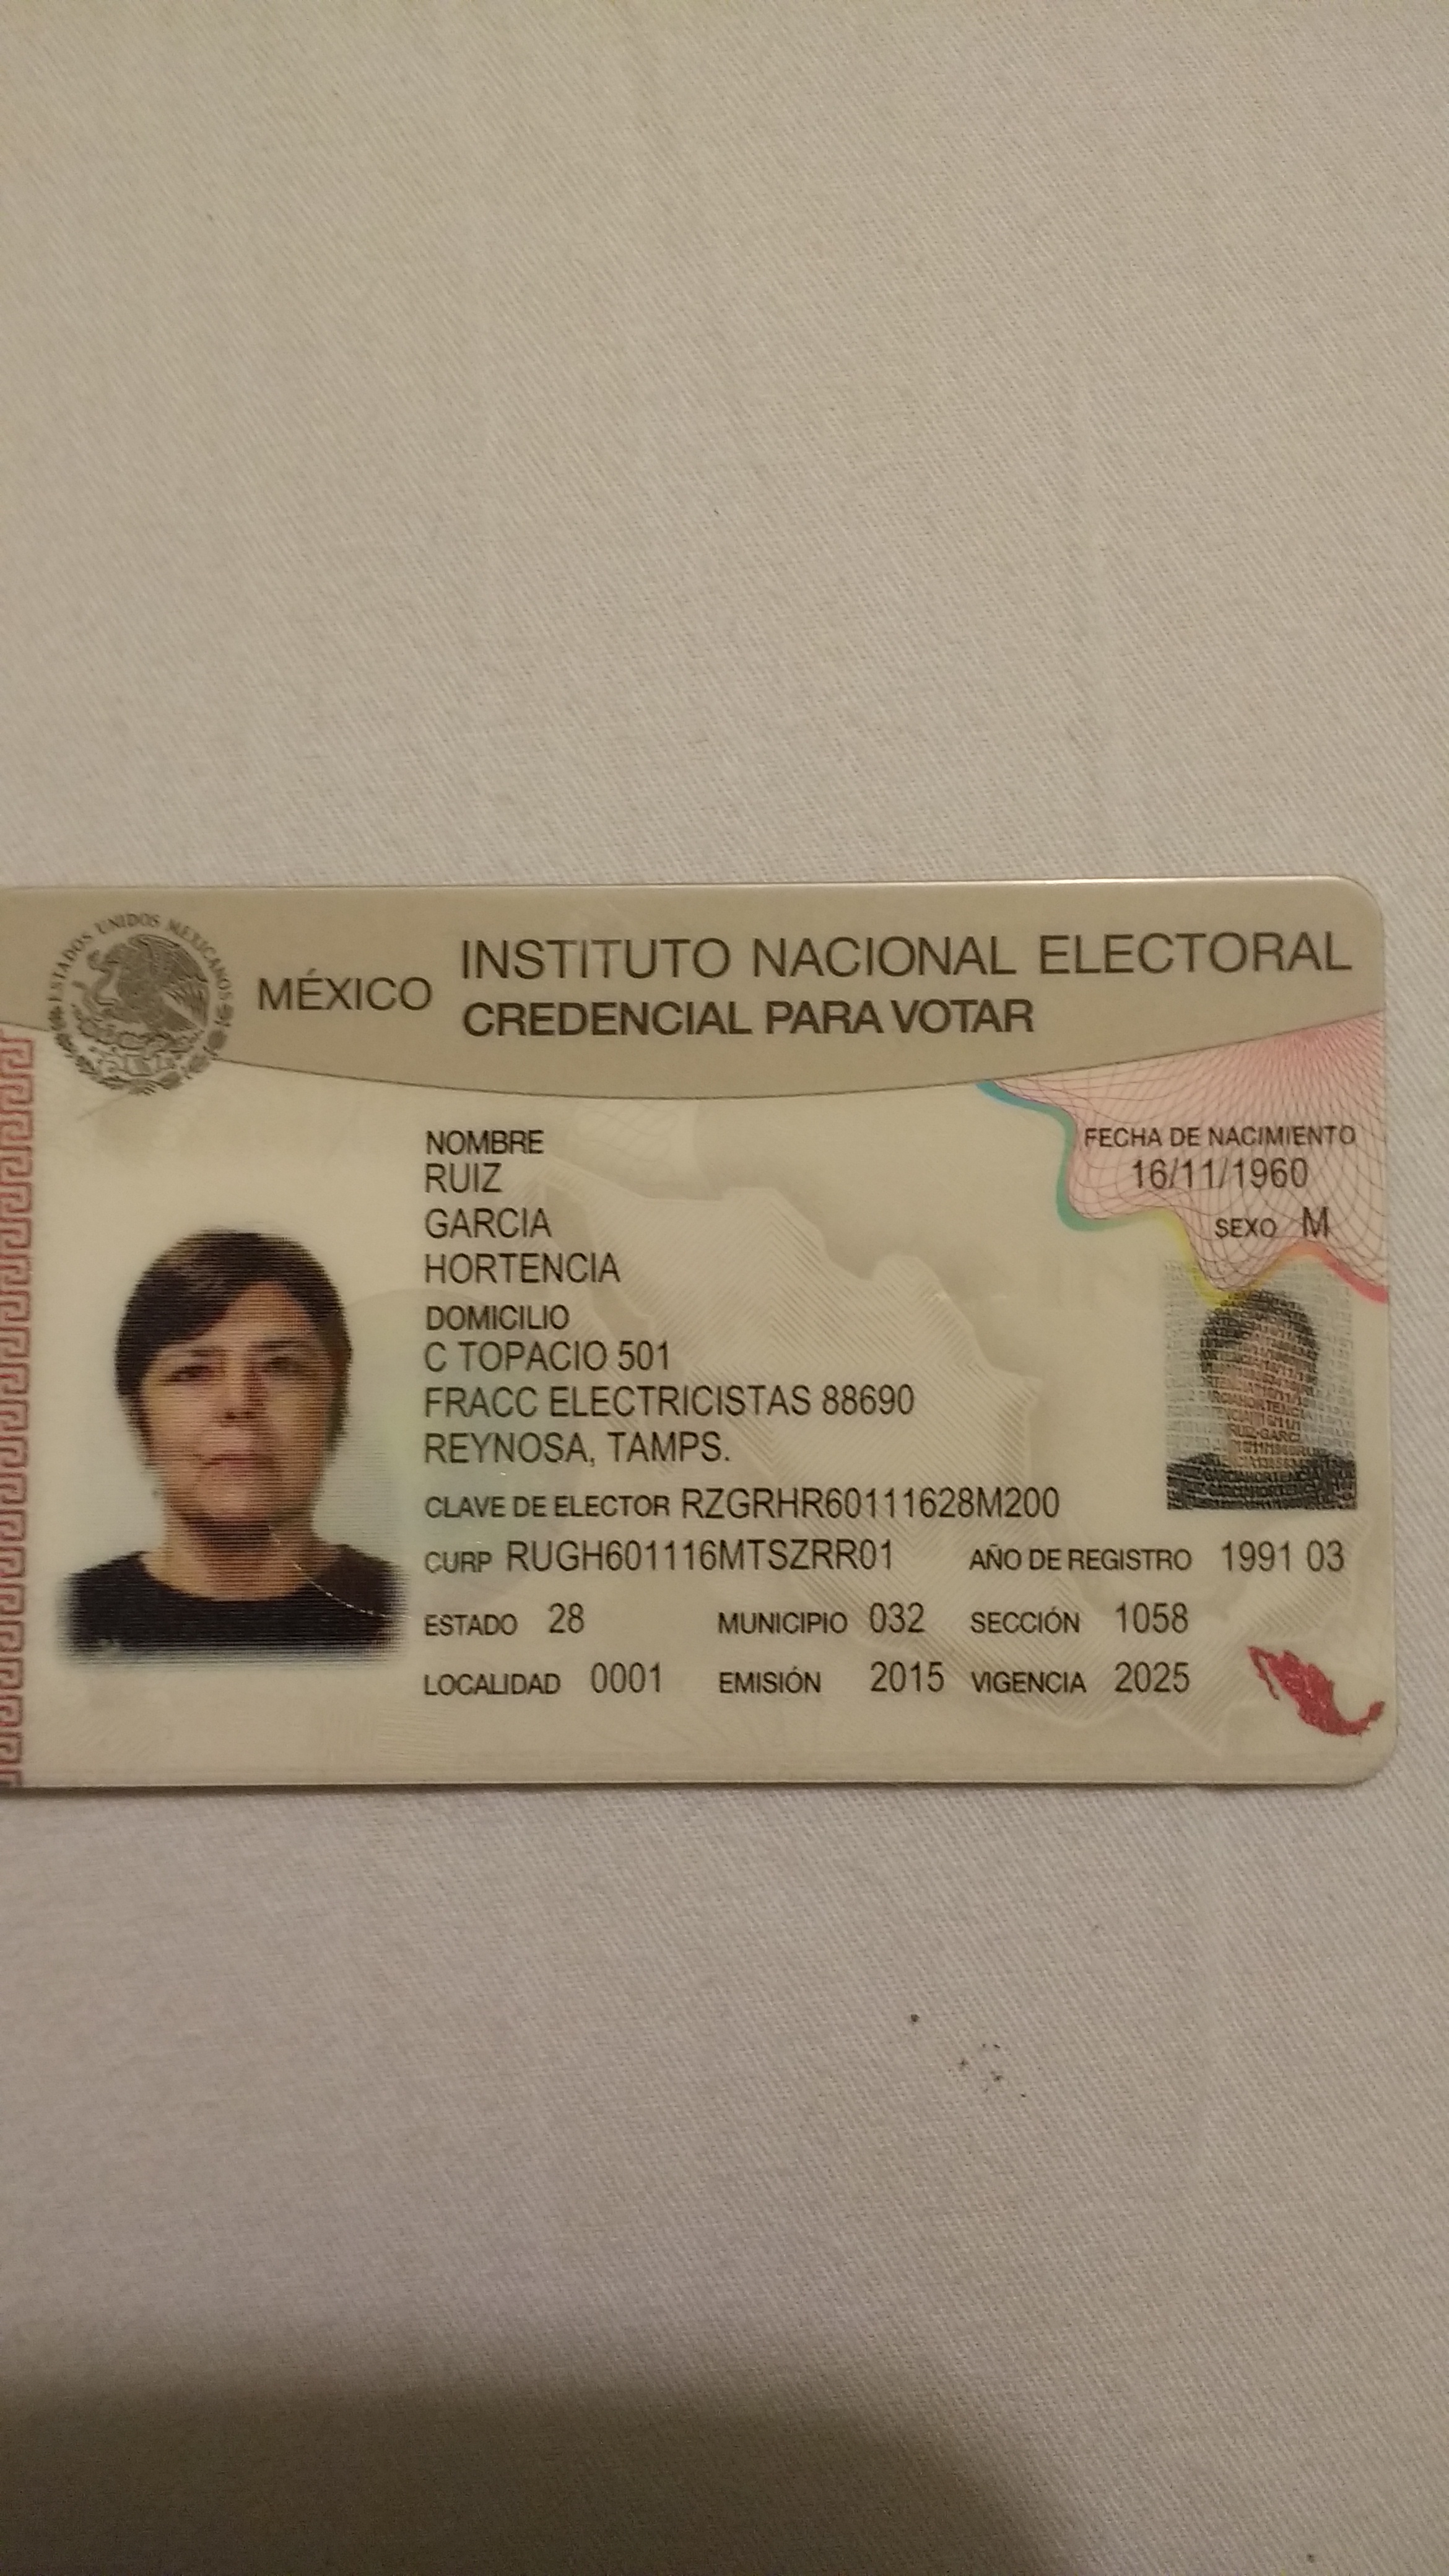 ESTADOS UNIDOS MEXICANOS
MÉXICO
INSTITUTO NACIONAL ELECTORAL
CREDENCIAL PARA VOTAR
NOMBRE
RUIZ
GARCIA
HORTENCIA
FECHA DE NACIMIENTO
16/11/1960
SEXO M
DOMICILIO
C TOPACIO 501
FRACC ELECTRICISTAS 88690
REYNOSA, TAMPS.
CLAVE DE ELECTOR RZGRHR60111628M200
CURP RUGH601116MTSZRR01 AÑO DE REGISTRO 1991 03
ESTADO 28 MUNICIPIO 032 SECCIÓN 1058
LOCALIDAD 0001 EMISIÓN 2015 VIGENCIA 2025